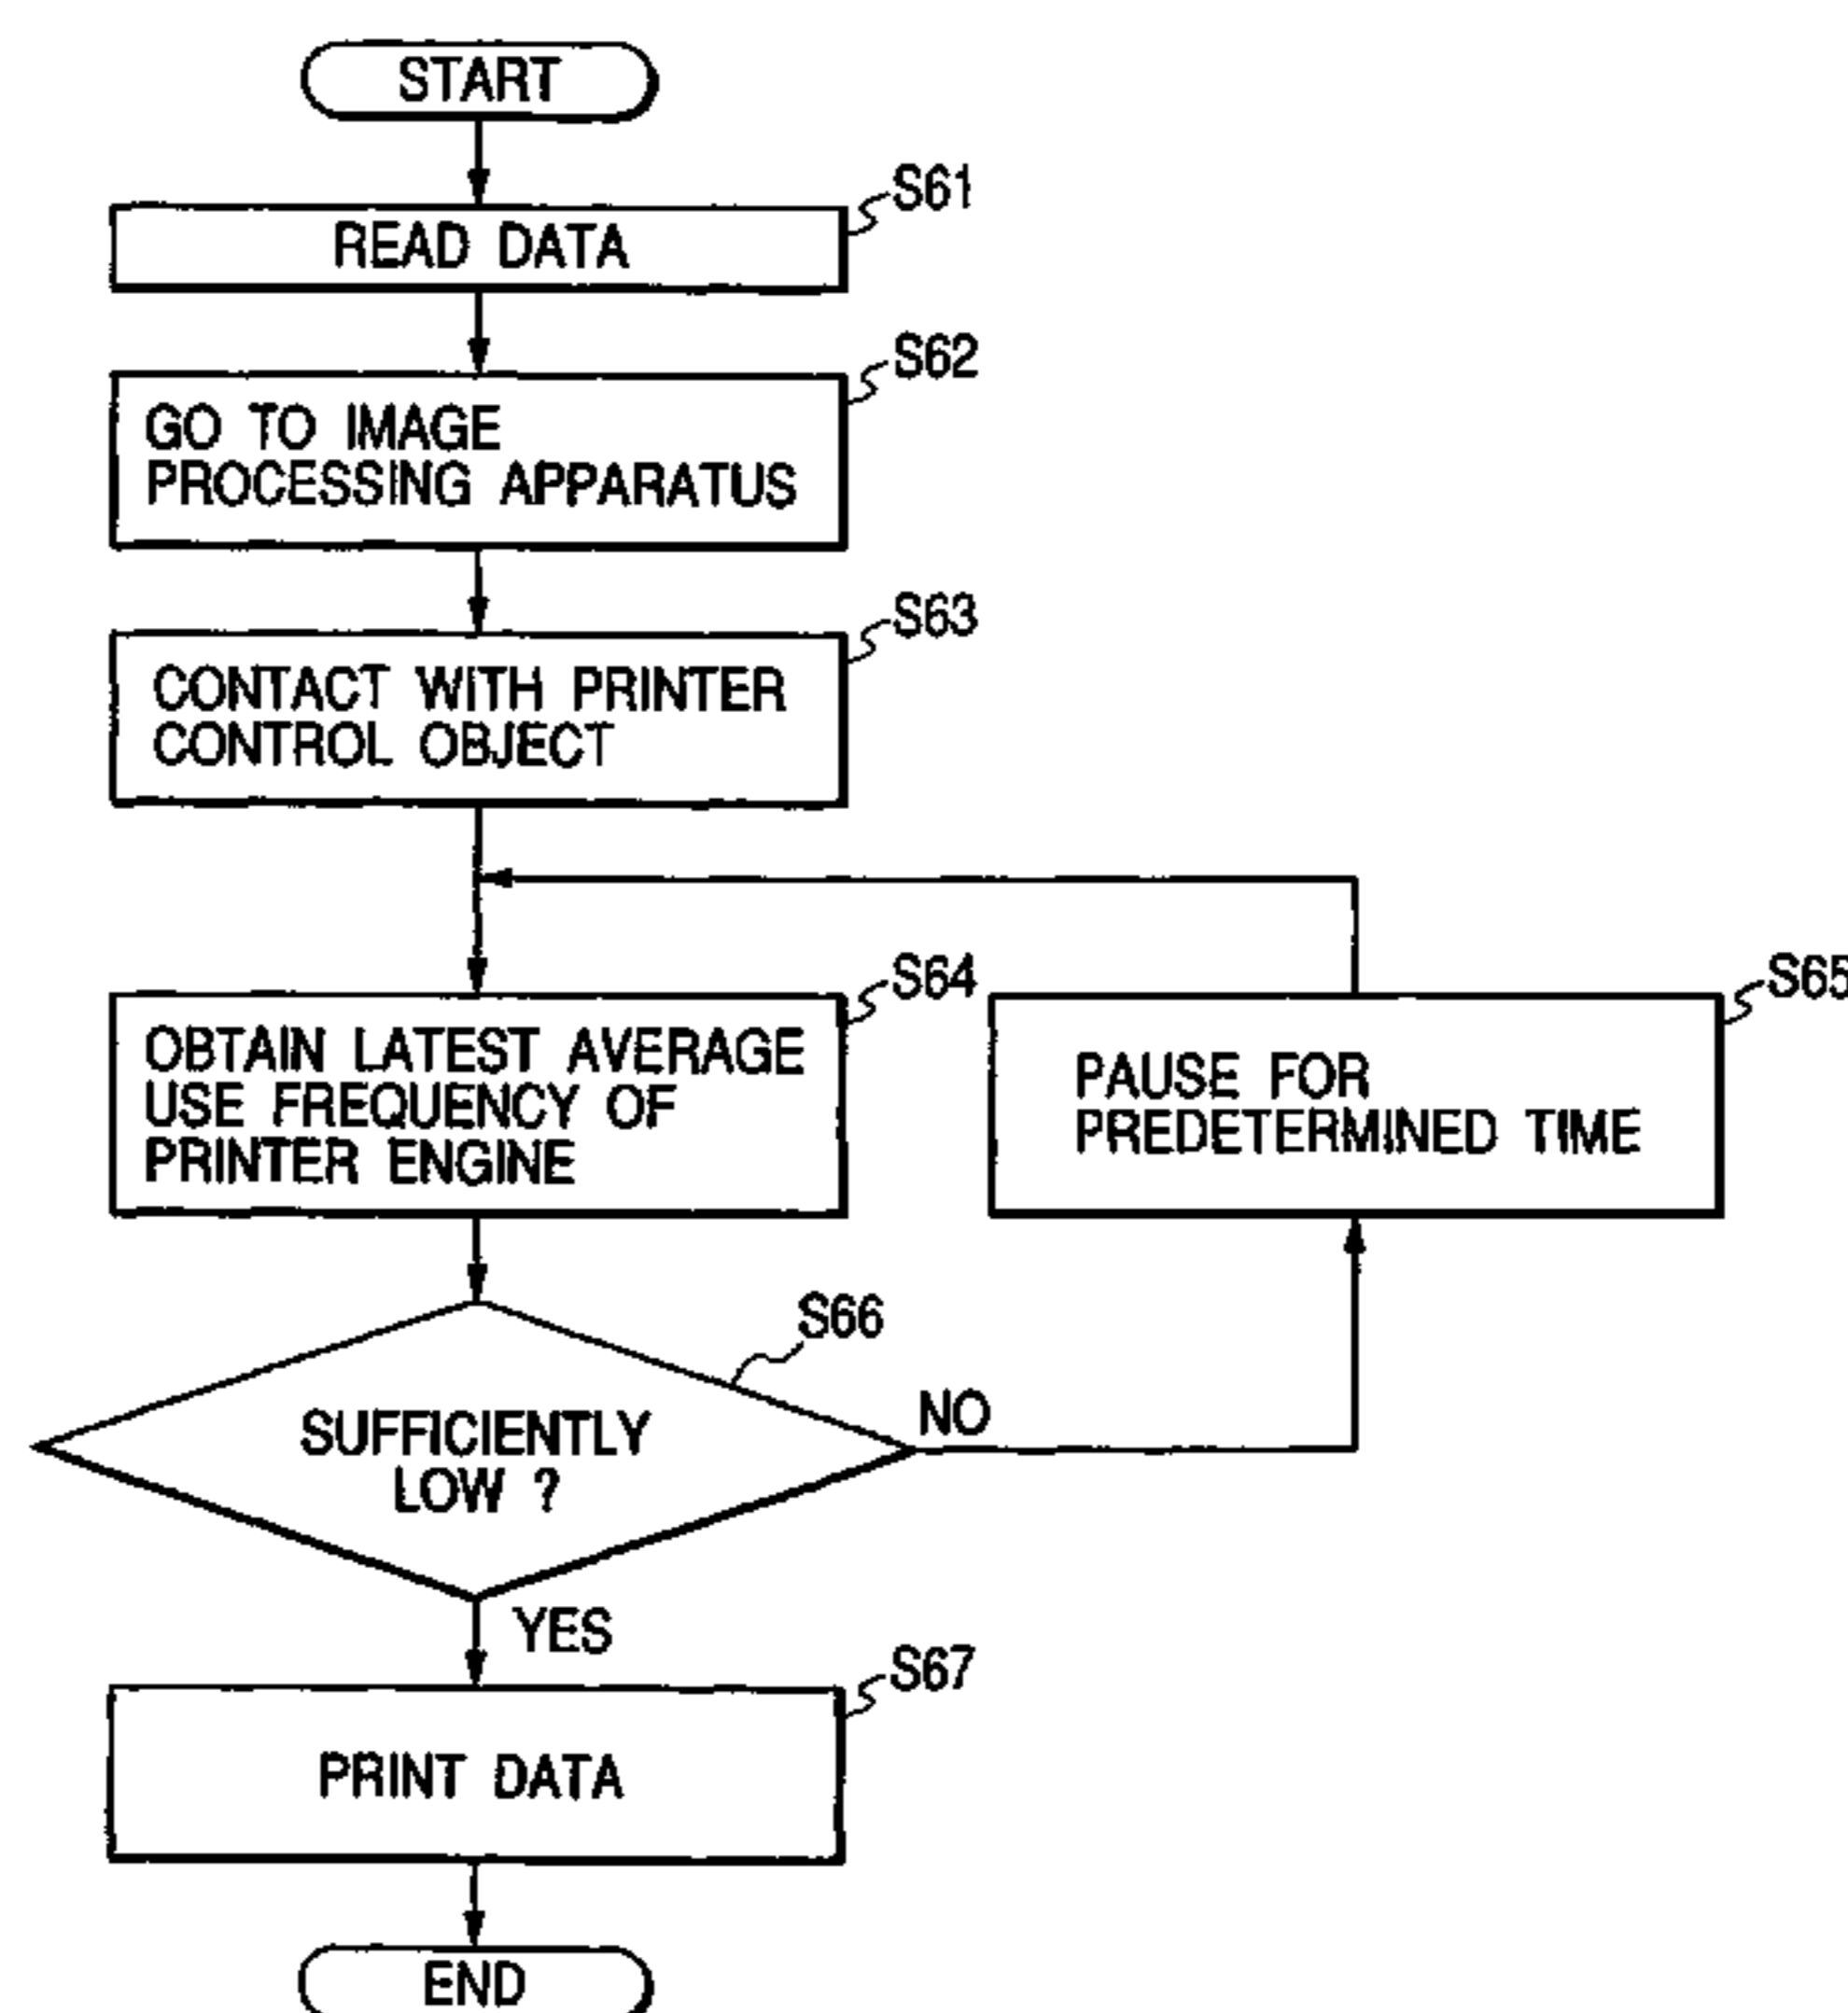 START
S61
READ DATA
S62
GO TO IMAGE
PROCESSING APPARATUS
S63
CONTACT WITH PRINTER
CONTROL OBJECT
S64
OBTAIN LATEST AVERAGE
USE FREQUENCY OF
PRINTER ENGINE
S65
PAUSE FOR
PREDETERMINED TIME
S66
SUFFICIENTLY
LOW ?
NO
YES
S67
PRINT DATA
END